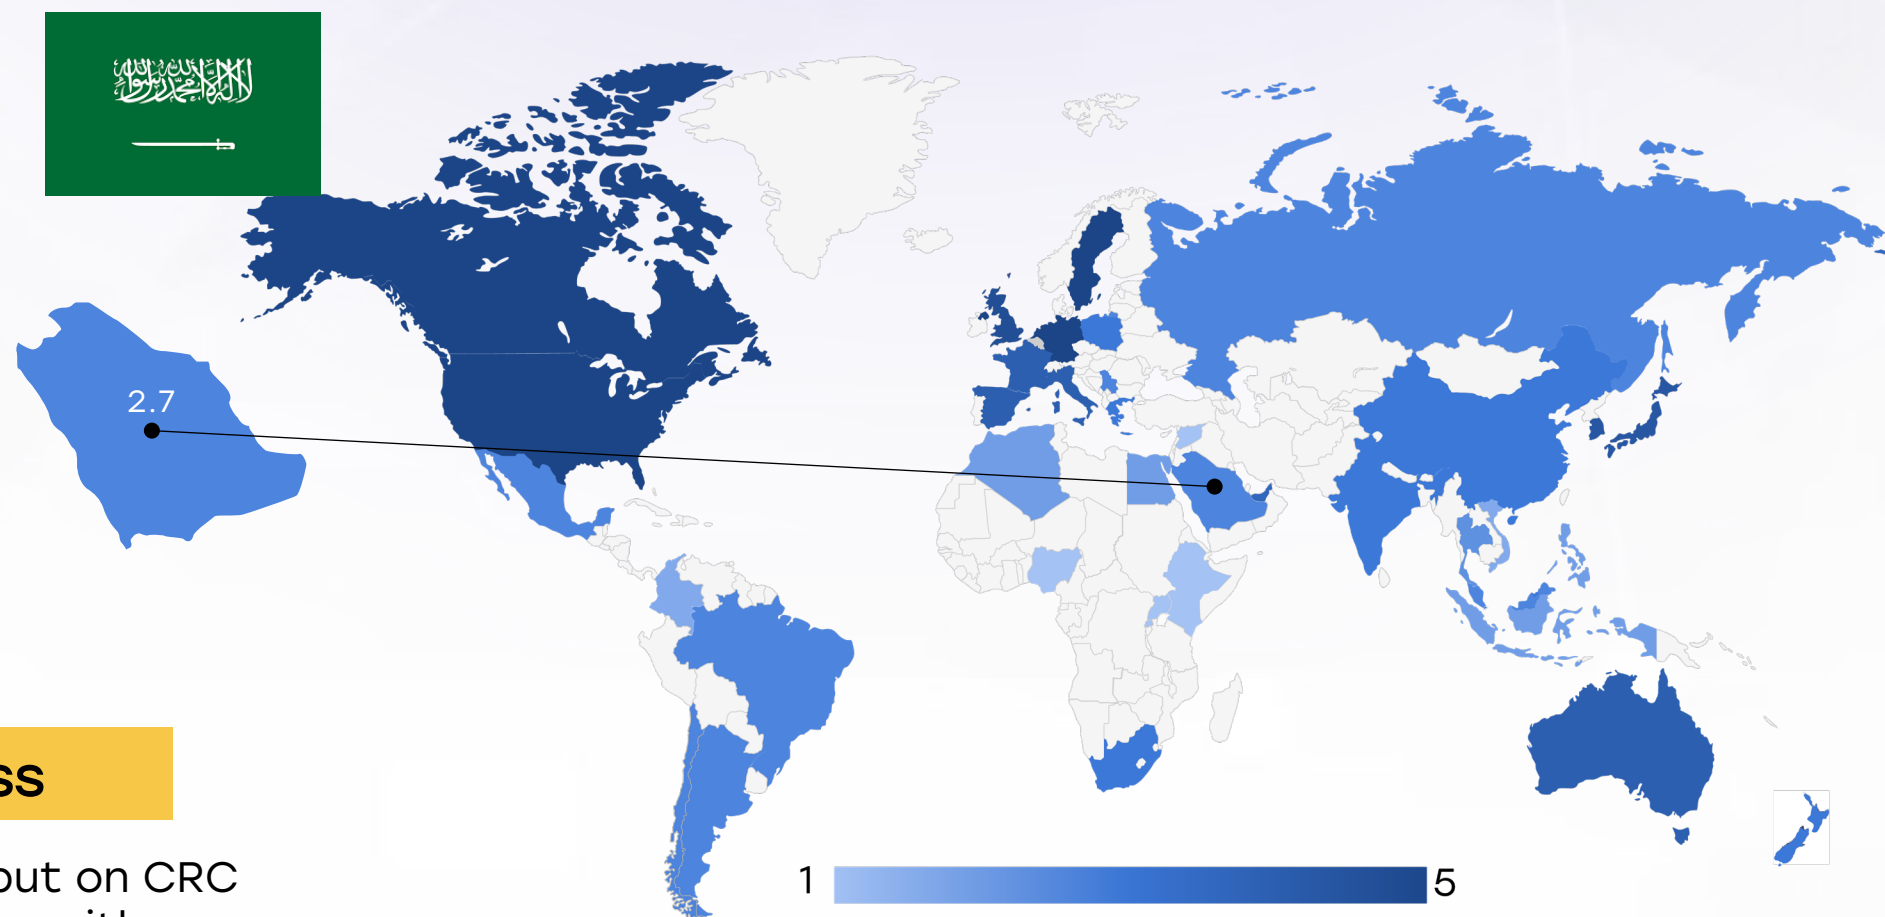 لا إله إلا الله محمد رسول الله
2.7
ss
out on CRC
1
5